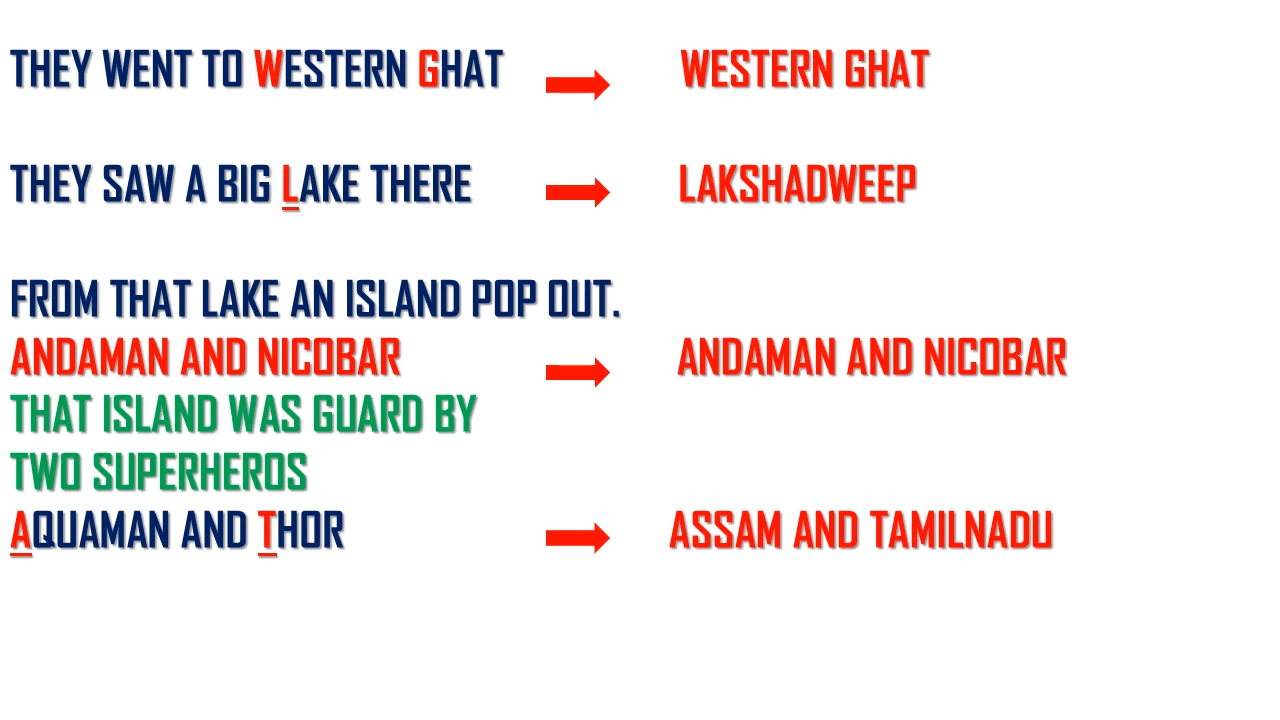 THEY WENT TO WESTERN GHAT WESTERN GHAT
THEY SAW A BIG LAKE THERE LAKSHADWEEP
FROM THAT LAKE AN ISLAND POP OUT.
ANDAMAN AND NICOBAR ANDAMAN AND NICOBAR
THAT ISLAND WAS GUARD BY
TWO SUPERHEROS
AQUAMAN AND THOR ASSAM AND TAMILNADU